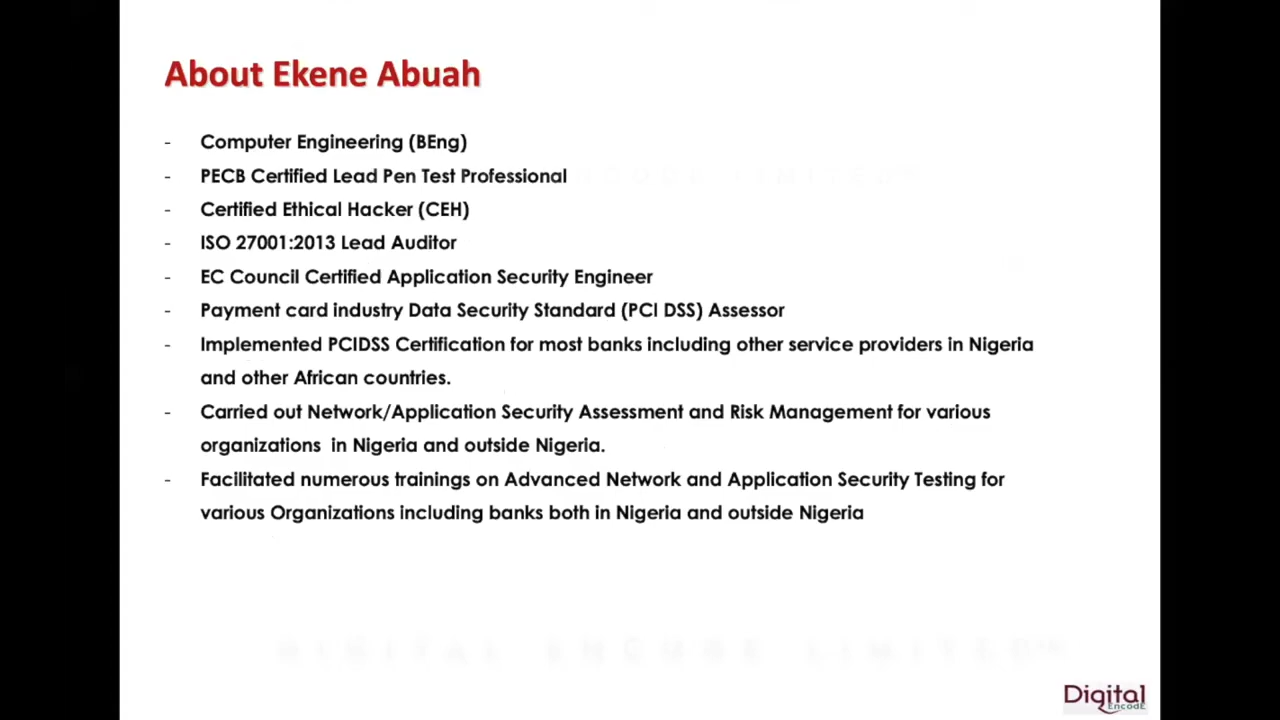 About Ekene Abuah
- Computer Engineering (BEng)
- PECB Certified Lead Pen Test Professional
- Certified Ethical Hacker (CEH)
- ISO 27001:2013 Lead Auditor
- EC Council Certified Application Security Engineer
- Payment card industry Data Security Standard (PCI DSS) Assessor
- Implemented PCIDSS Certification for most banks including other service providers in Nigeria
and other African countries.
- Carried out Network/Application Security Assessment and Risk Management for various
organizations in Nigeria and outside Nigeria.
- Facilitated numerous trainings on Advanced Network and Application Security Testing for
various Organizations including banks both in Nigeria and outside Nigeria
DIGITAL ENCODE LIMITED
Digital
EncodE